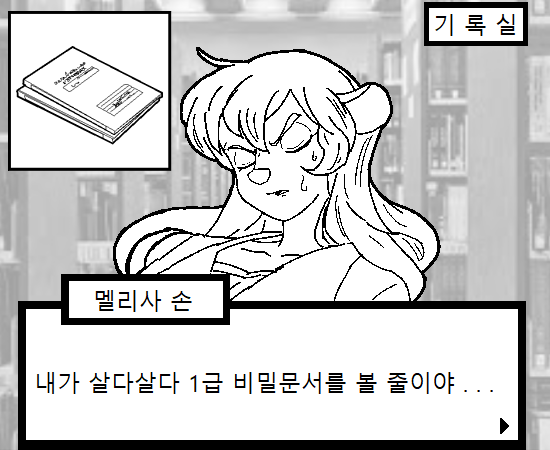 기 록 실
멜리사 손
내가 살다살다 1급 비밀문서를 볼 줄이야 . . .